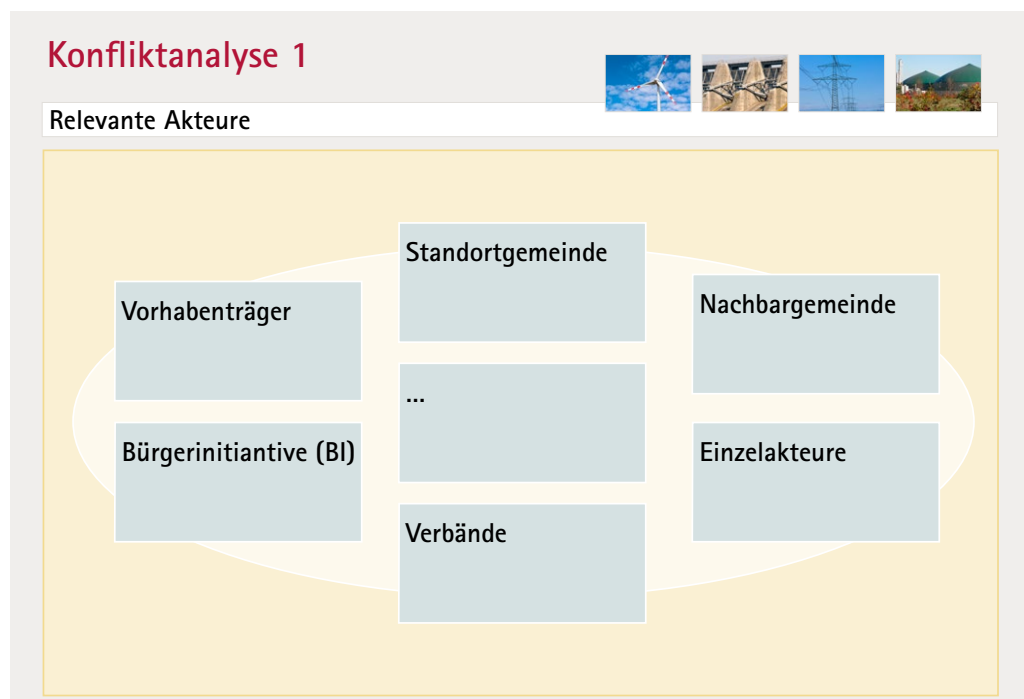 Konfliktanalyse 1
Relevante Akteure
Standortgemeinde
Vorhabenträger
Nachbargemeinde
...
Bürgerinitiantive (BI)
Einzelakteure
Verbände